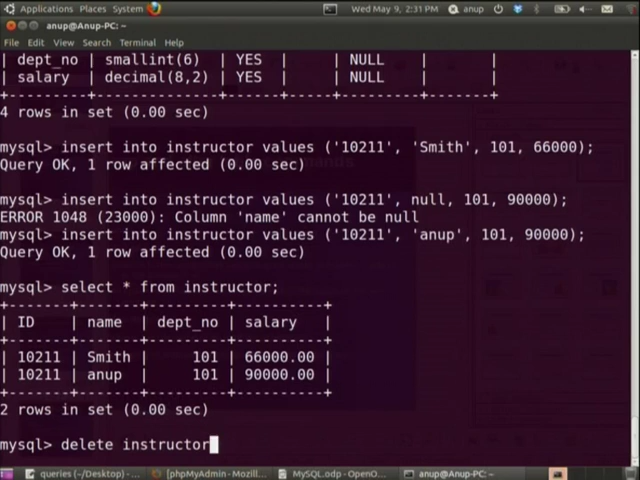 Applications Places System
Wed May 9, 2:31 PM anup
anup@Anup-PC: ~
File Edit View Search Terminal Help
| dept_no | smallint(6) | YES | | NULL | |
| salary | decimal(8,2) | YES | | NULL | |
+---------+--------------+------+-----+---------+-------+
4 rows in set (0.00 sec)
mysql> insert into instructor values ('10211', 'Smith', 101, 66000);
Query OK, 1 row affected (0.00 sec)
mysql> insert into instructor values ('10211', null, 101, 90000);
ERROR 1048 (23000): Column 'name' cannot be null
mysql> insert into instructor values ('10211', 'anup', 101, 90000);
Query OK, 1 row affected (0.00 sec)
mysql> select * from instructor;
+-------+-------+---------+----------+
| ID | name | dept_no | salary |
+-------+-------+---------+----------+
| 10211 | Smith | 101 | 66000.00 |
| 10211 | anup | 101 | 90000.00 |
+-------+-------+---------+----------+
2 rows in set (0.00 sec)
mysql> delete instructor
queries (~/Desktop) -... [phpMyAdmin - Mozill... MySQL.odp - OpenO... anup@Anup-PC: ~